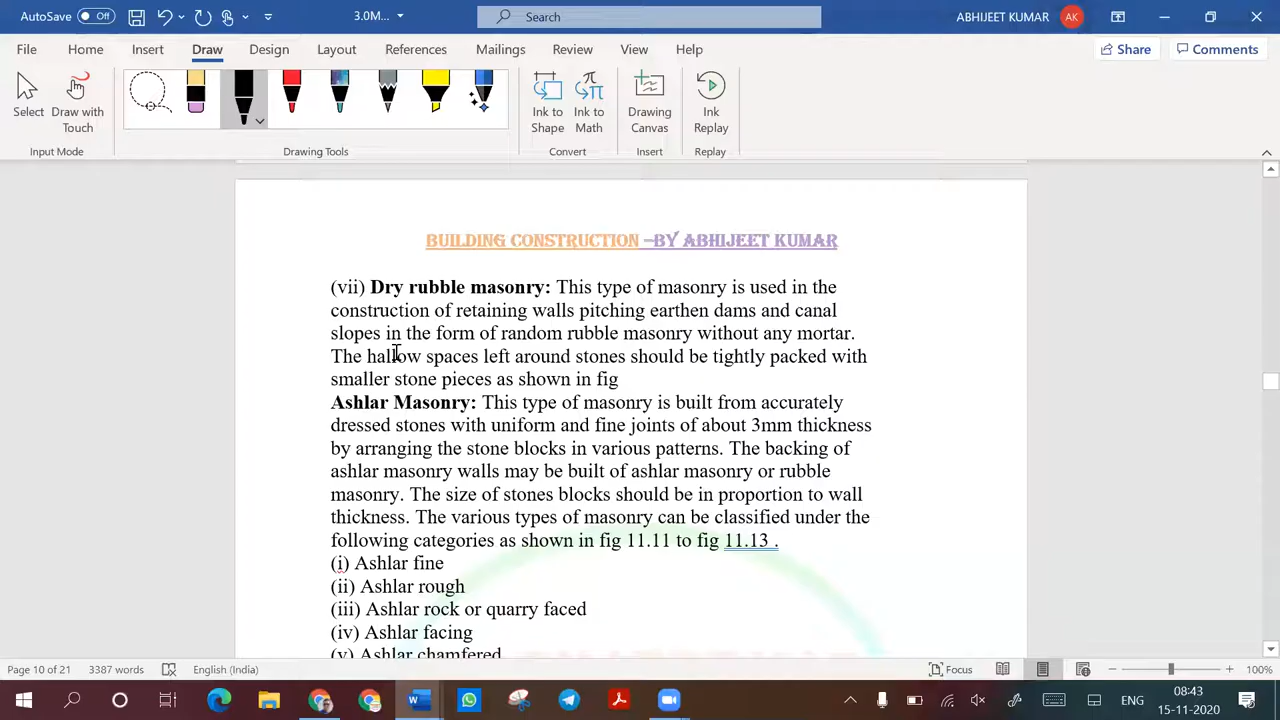 AutoSave Off 3.0M... Search ABHIJEET KUMAR AK
File Home Insert Draw Design Layout References Mailings Review View Help Share Comments
Select Draw with Touch Ink to Shape Ink to Math Drawing Canvas Ink Replay
Input Mode Drawing Tools Convert Insert Replay
BUILDING CONSTRUCTION –BY ABHIJEET KUMAR
(vii) Dry rubble masonry: This type of masonry is used in the
construction of retaining walls pitching earthen dams and canal
slopes in the form of random rubble masonry without any mortar.
The hallow spaces left around stones should be tightly packed with
smaller stone pieces as shown in fig
Ashlar Masonry: This type of masonry is built from accurately
dressed stones with uniform and fine joints of about 3mm thickness
by arranging the stone blocks in various patterns. The backing of
ashlar masonry walls may be built of ashlar masonry or rubble
masonry. The size of stones blocks should be in proportion to wall
thickness. The various types of masonry can be classified under the
following categories as shown in fig 11.11 to fig 11.13 .
(i) Ashlar fine
(ii) Ashlar rough
(iii) Ashlar rock or quarry faced
(iv) Ashlar facing
(v) Ashlar chamfered
Page 10 of 21 3387 words English (India) Focus 100%
ENG 08:43
15-11-2020